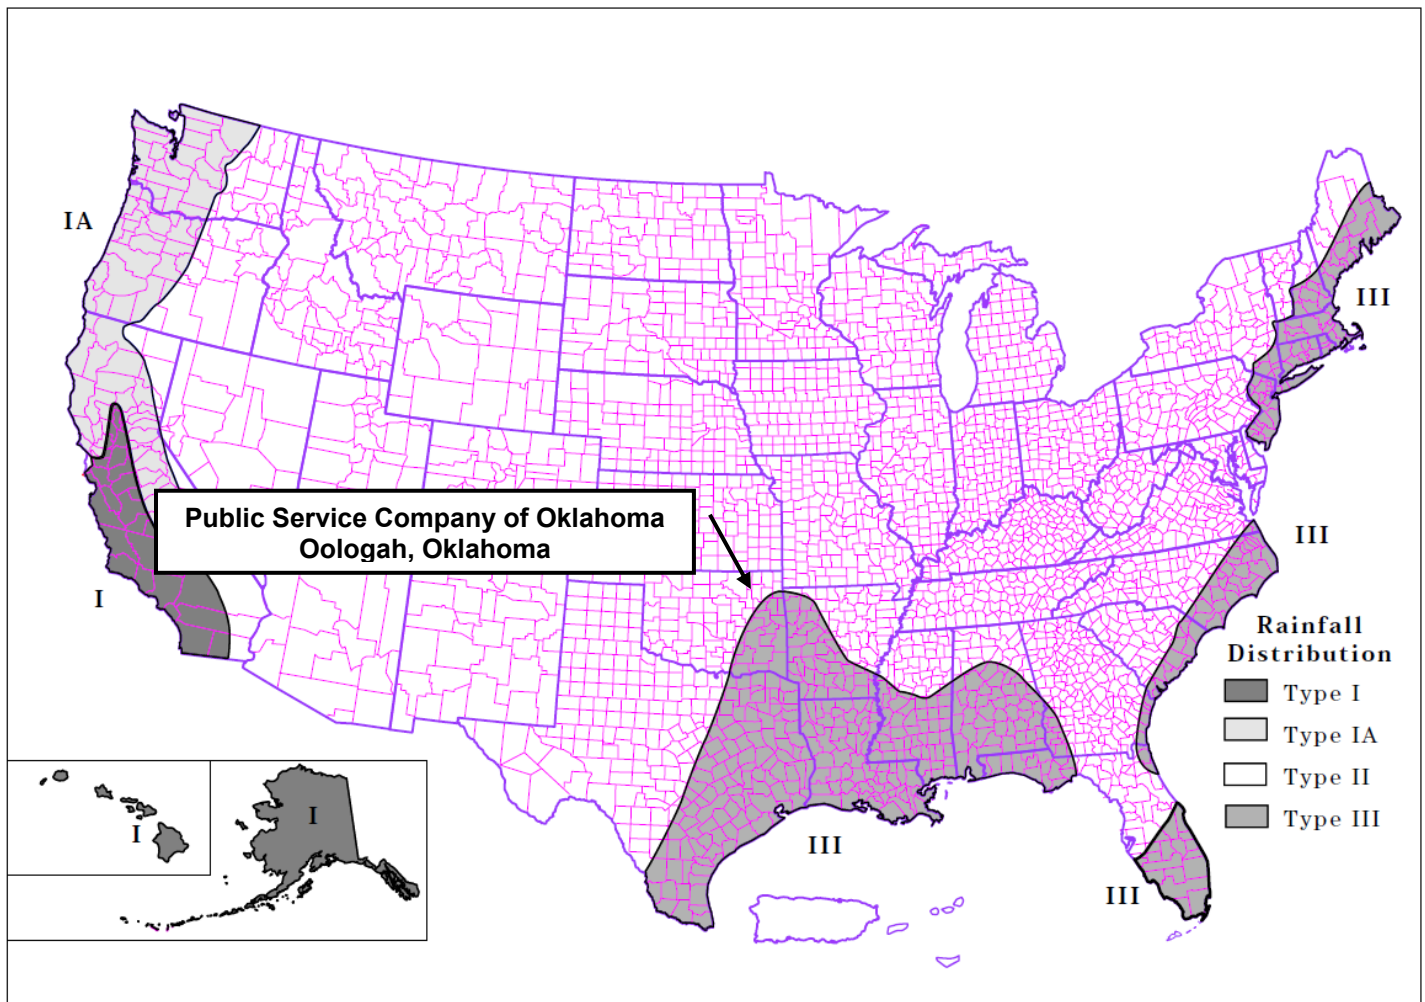 IA
III
Public Service Company of Oklahoma
Oologah, Oklahoma
III
I
Rainfall
Distribution
Type I
Type IA
Type II
Type III
I
I
III
III